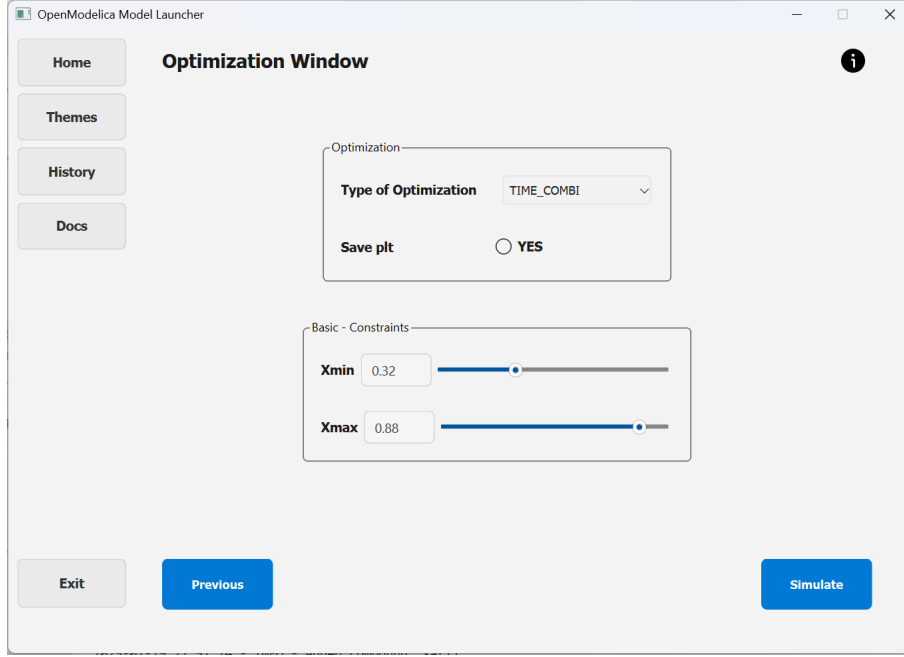 OpenModelica Model Launcher
Home
Themes
History
Docs
Exit
Optimization Window
Optimization
Type of Optimization TIME_COMBI
Save plt YES
Basic - Constraints
Xmin 0.32
Xmax 0.88
Previous
Simulate